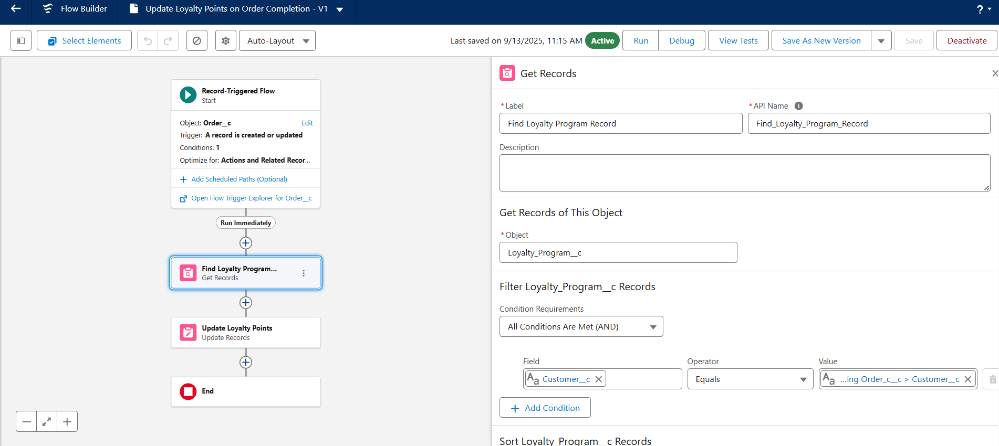 Flow Builder
Update Loyalty Points on Order Completion - V1
?
Select Elements
Auto-Layout
Last saved on 9/13/2025, 11:15 AM
Active
Run
Debug
View Tests
Save As New Version
Save
Deactivate
Record-Triggered Flow
Start
Object: Order__c
Edit
Trigger: A record is created or updated
Conditions: 1
Optimize for: Actions and Related Recor...
Add Scheduled Paths (Optional)
Open Flow Trigger Explorer for Order__c
Run Immediately
Find Loyalty Program...
Get Records
Update Loyalty Points
Update Records
End
Get Records
*Label
*API Name
Find Loyalty Program Record
Find_Loyalty_Program_Record
Description
Get Records of This Object
*Object
Loyalty_Program__c
Filter Loyalty_Program__c Records
Condition Requirements
All Conditions Are Met (AND)
Field
Operator
Value
Aa Customer__c
Equals
Aa ...ing Order_c__c > Customer__c
Add Condition
Sort Loyalty_Program__c Records